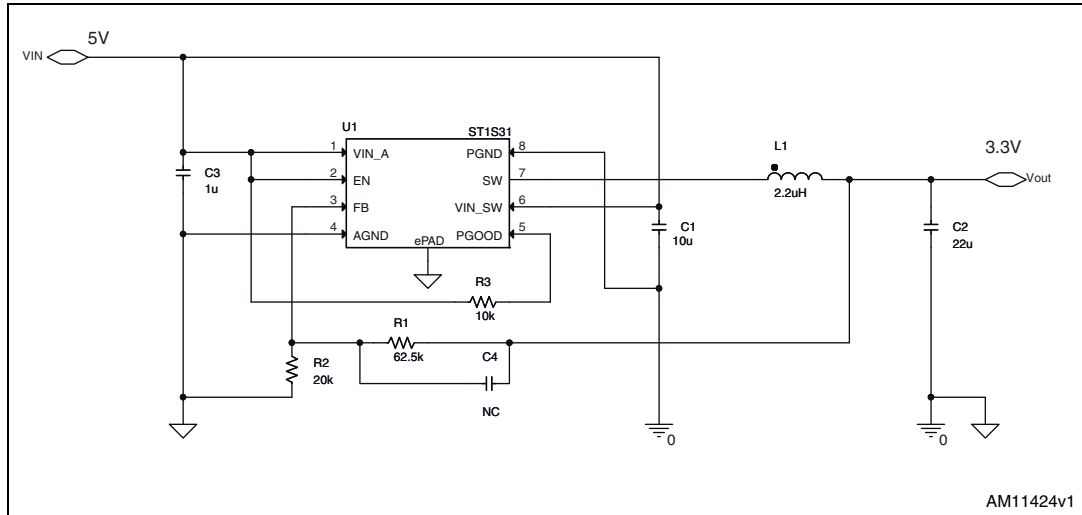 5V
VIN
U1
ST1S31
L1
3.3V
1
VIN_A
PGND
8
C3
1u
2
EN
SW
7
2.2uH
Vout
3
FB
VIN_SW
6
C1
10u
C2
22u
4
AGND
ePAD
PGOOD
5
R3
10k
R1
62.5k
C4
R2
20k
NC
0
0
AM11424v1